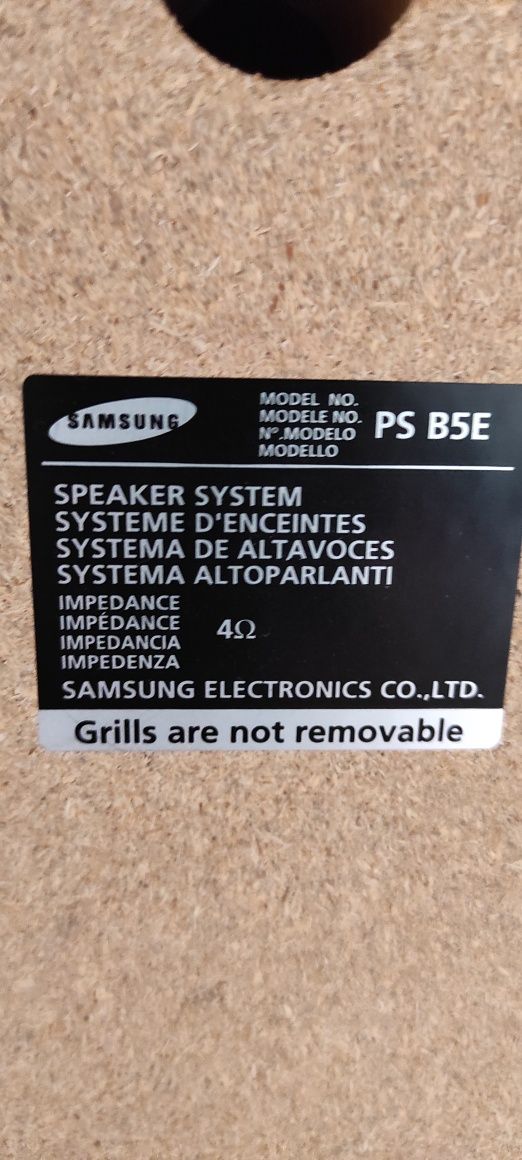 SAMSUNG
MODEL NO.
MODELE NO.
Nº.MODELO
MODELLO
PS B5E
SPEAKER SYSTEM
SYSTEME D'ENCEINTES
SYSTEMA DE ALTAVOCES
SYSTEMA ALTOPARLANTI
IMPEDANCE
IMPÉDANCE
IMPEDANCIA
IMPEDENZA
4Ω
SAMSUNG ELECTRONICS CO.,LTD.
Grills are not removable